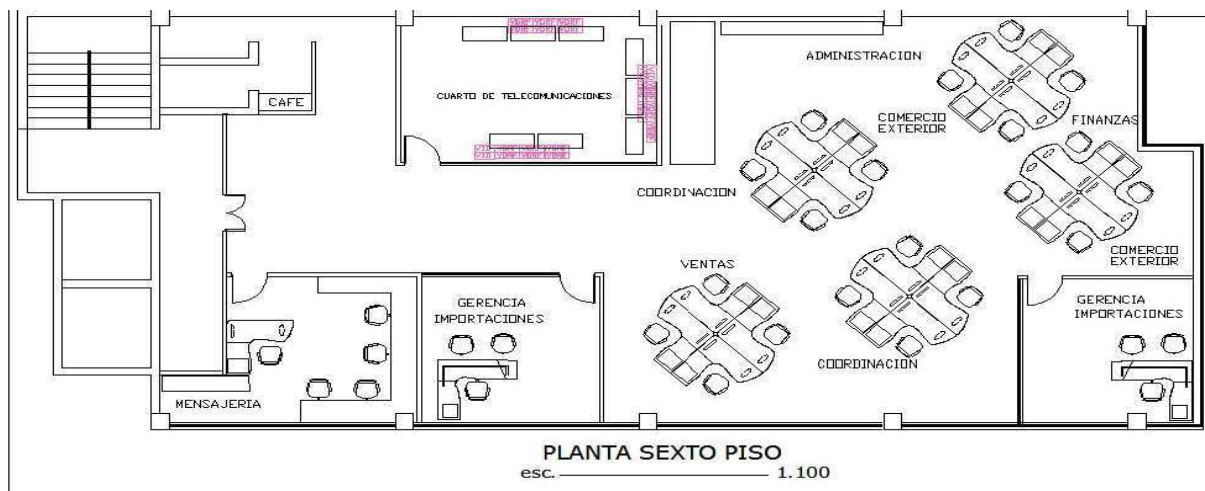 ADMINISTRACION
CAFE
CUARTO DE TELECOMUNICACIONES
COMERCIO
EXTERIOR
FINANZAS
COORDINACION
COMERCIO
EXTERIOR
VENTAS
GERENCIA
IMPORTACIONES
GERENCIA
IMPORTACIONES
COORDINACION
MENSAJERIA
PLANTA SEXTO PISO
esc. 1.100